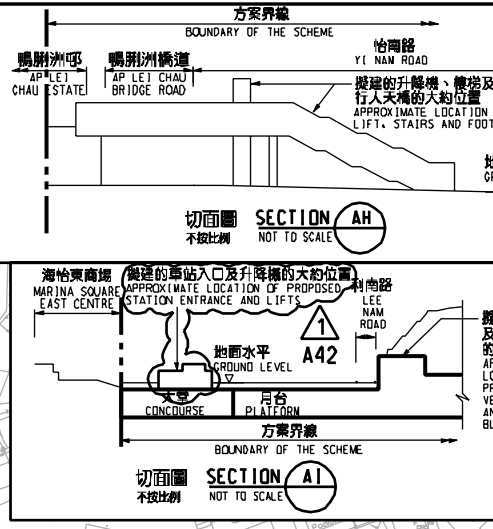 方案界線
BOUNDARY OF THE SCHEME
鴨脷洲邨
AP LEI
CHAU ESTATE
鴨脷洲橋道
AP LEI CHAU
BRIDGE ROAD
怡南路
YI NAM ROAD
擬建的升降機、樓梯及
行人天橋的大約位置
APPROXIMATE LOCATION
LIFT, STAIRS AND FOOT
切面圖
不按比例
SECTION
NOT TO SCALE
AH
海怡東商場
MARINA SQUARE
EAST CENTRE
擬建的車站入口及升降機的大約位置
APPROXIMATE LOCATION OF PROPOSED
STATION ENTRANCE AND LIFTS
1
A42
利南路
LEE
NAM
ROAD
地面水平
GROUND LEVEL
大堂
CONCOURSE
月台
PLATFORM
方案界線
BOUNDARY OF THE SCHEME
切面圖
不按比例
SECTION
NOT TO SCALE
AI